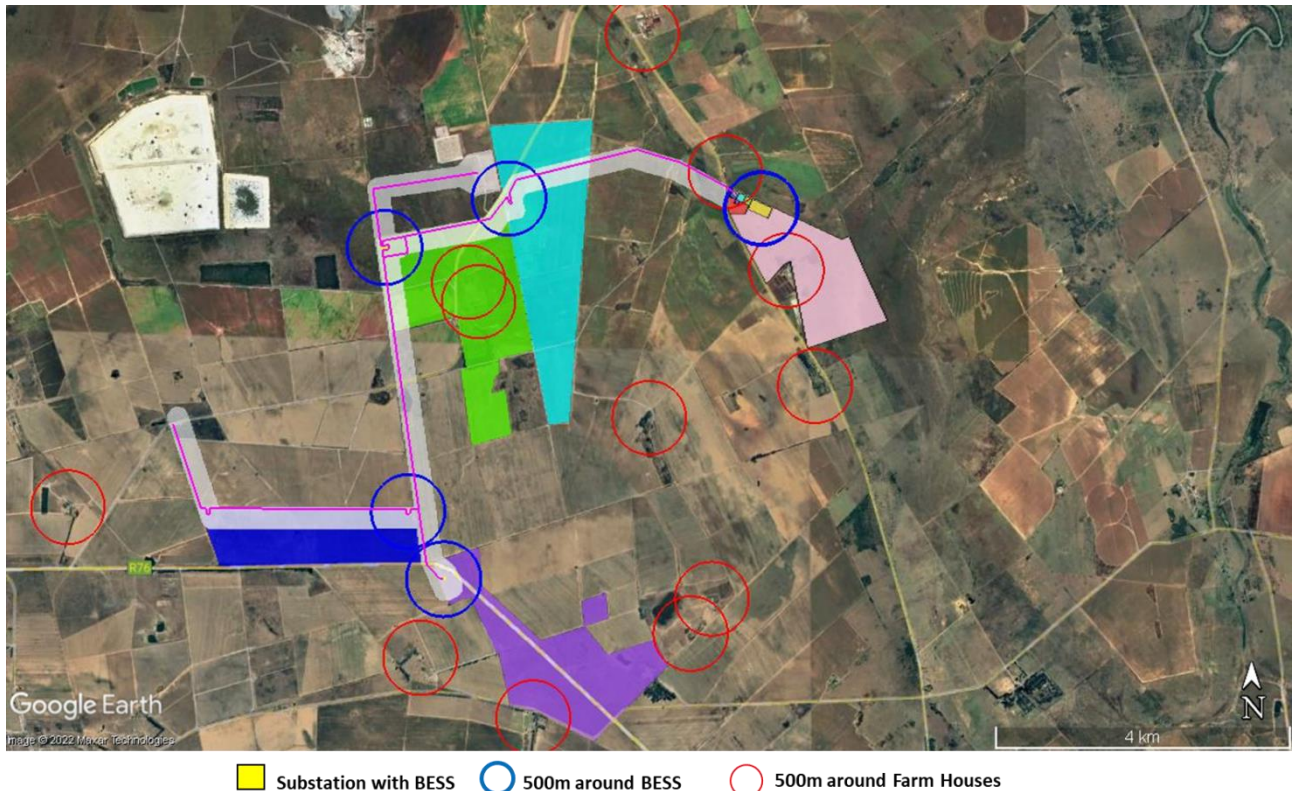 R76
Google Earth
N
Image © 2022 Maxar Technologies
4 km
Substation with BESS
500m around BESS
500m around Farm Houses